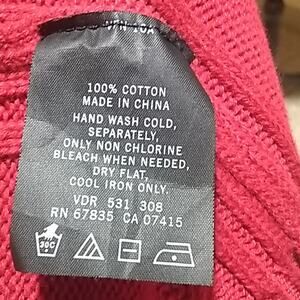 100% COTTON
MADE IN CHINA
HAND WASH COLD,
SEPARATELY,
ONLY NON CHLORINE
BLEACH WHEN NEEDED,
DRY FLAT,
COOL IRON ONLY.
VDR 531 308
RN 67835 CA 07415
30C